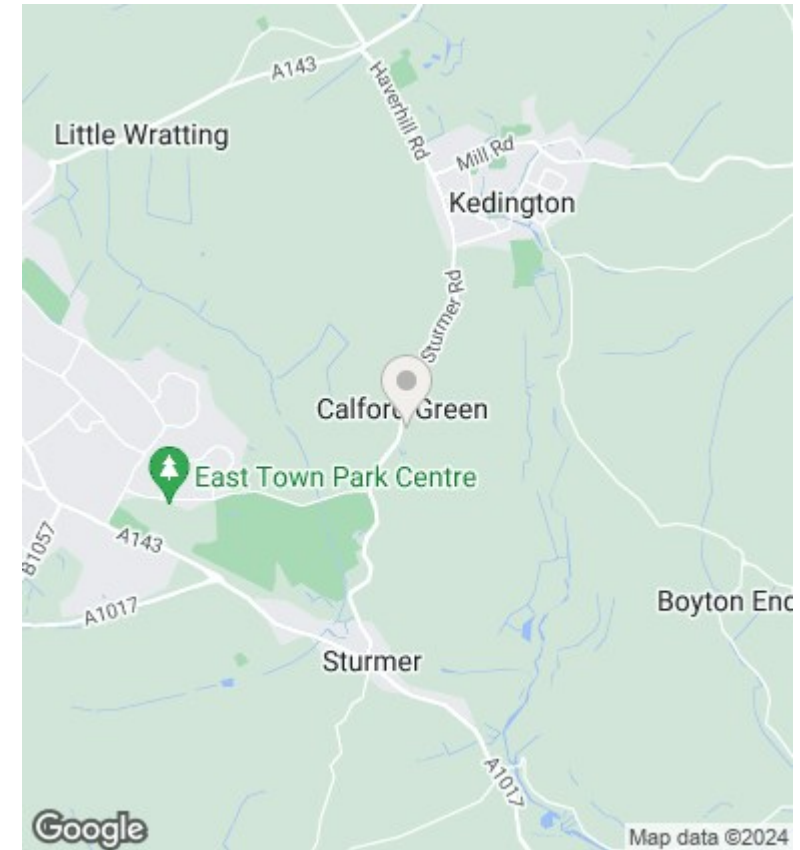 A143
Haverhill Rd
Little Wratting
Mill Rd
Kedington
Sturmer Rd
Calford Green
East Town Park Centre
A143
B1057
A1017
Boyton End
Sturmer
A1017
Google
Map data ©2024